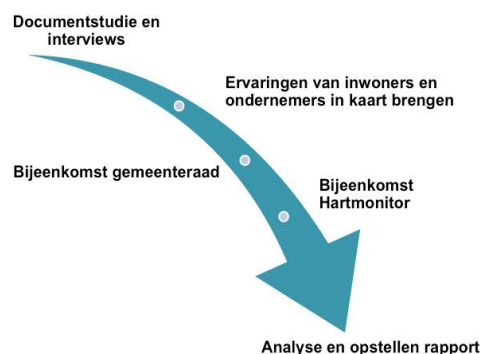 Documentstudie en
interviews
Ervaringen van inwoners en
ondernemers in kaart brengen
Bijeenkomst gemeenteraad
Bijeenkomst
Hartmonitor
Analyse en opstellen rapport